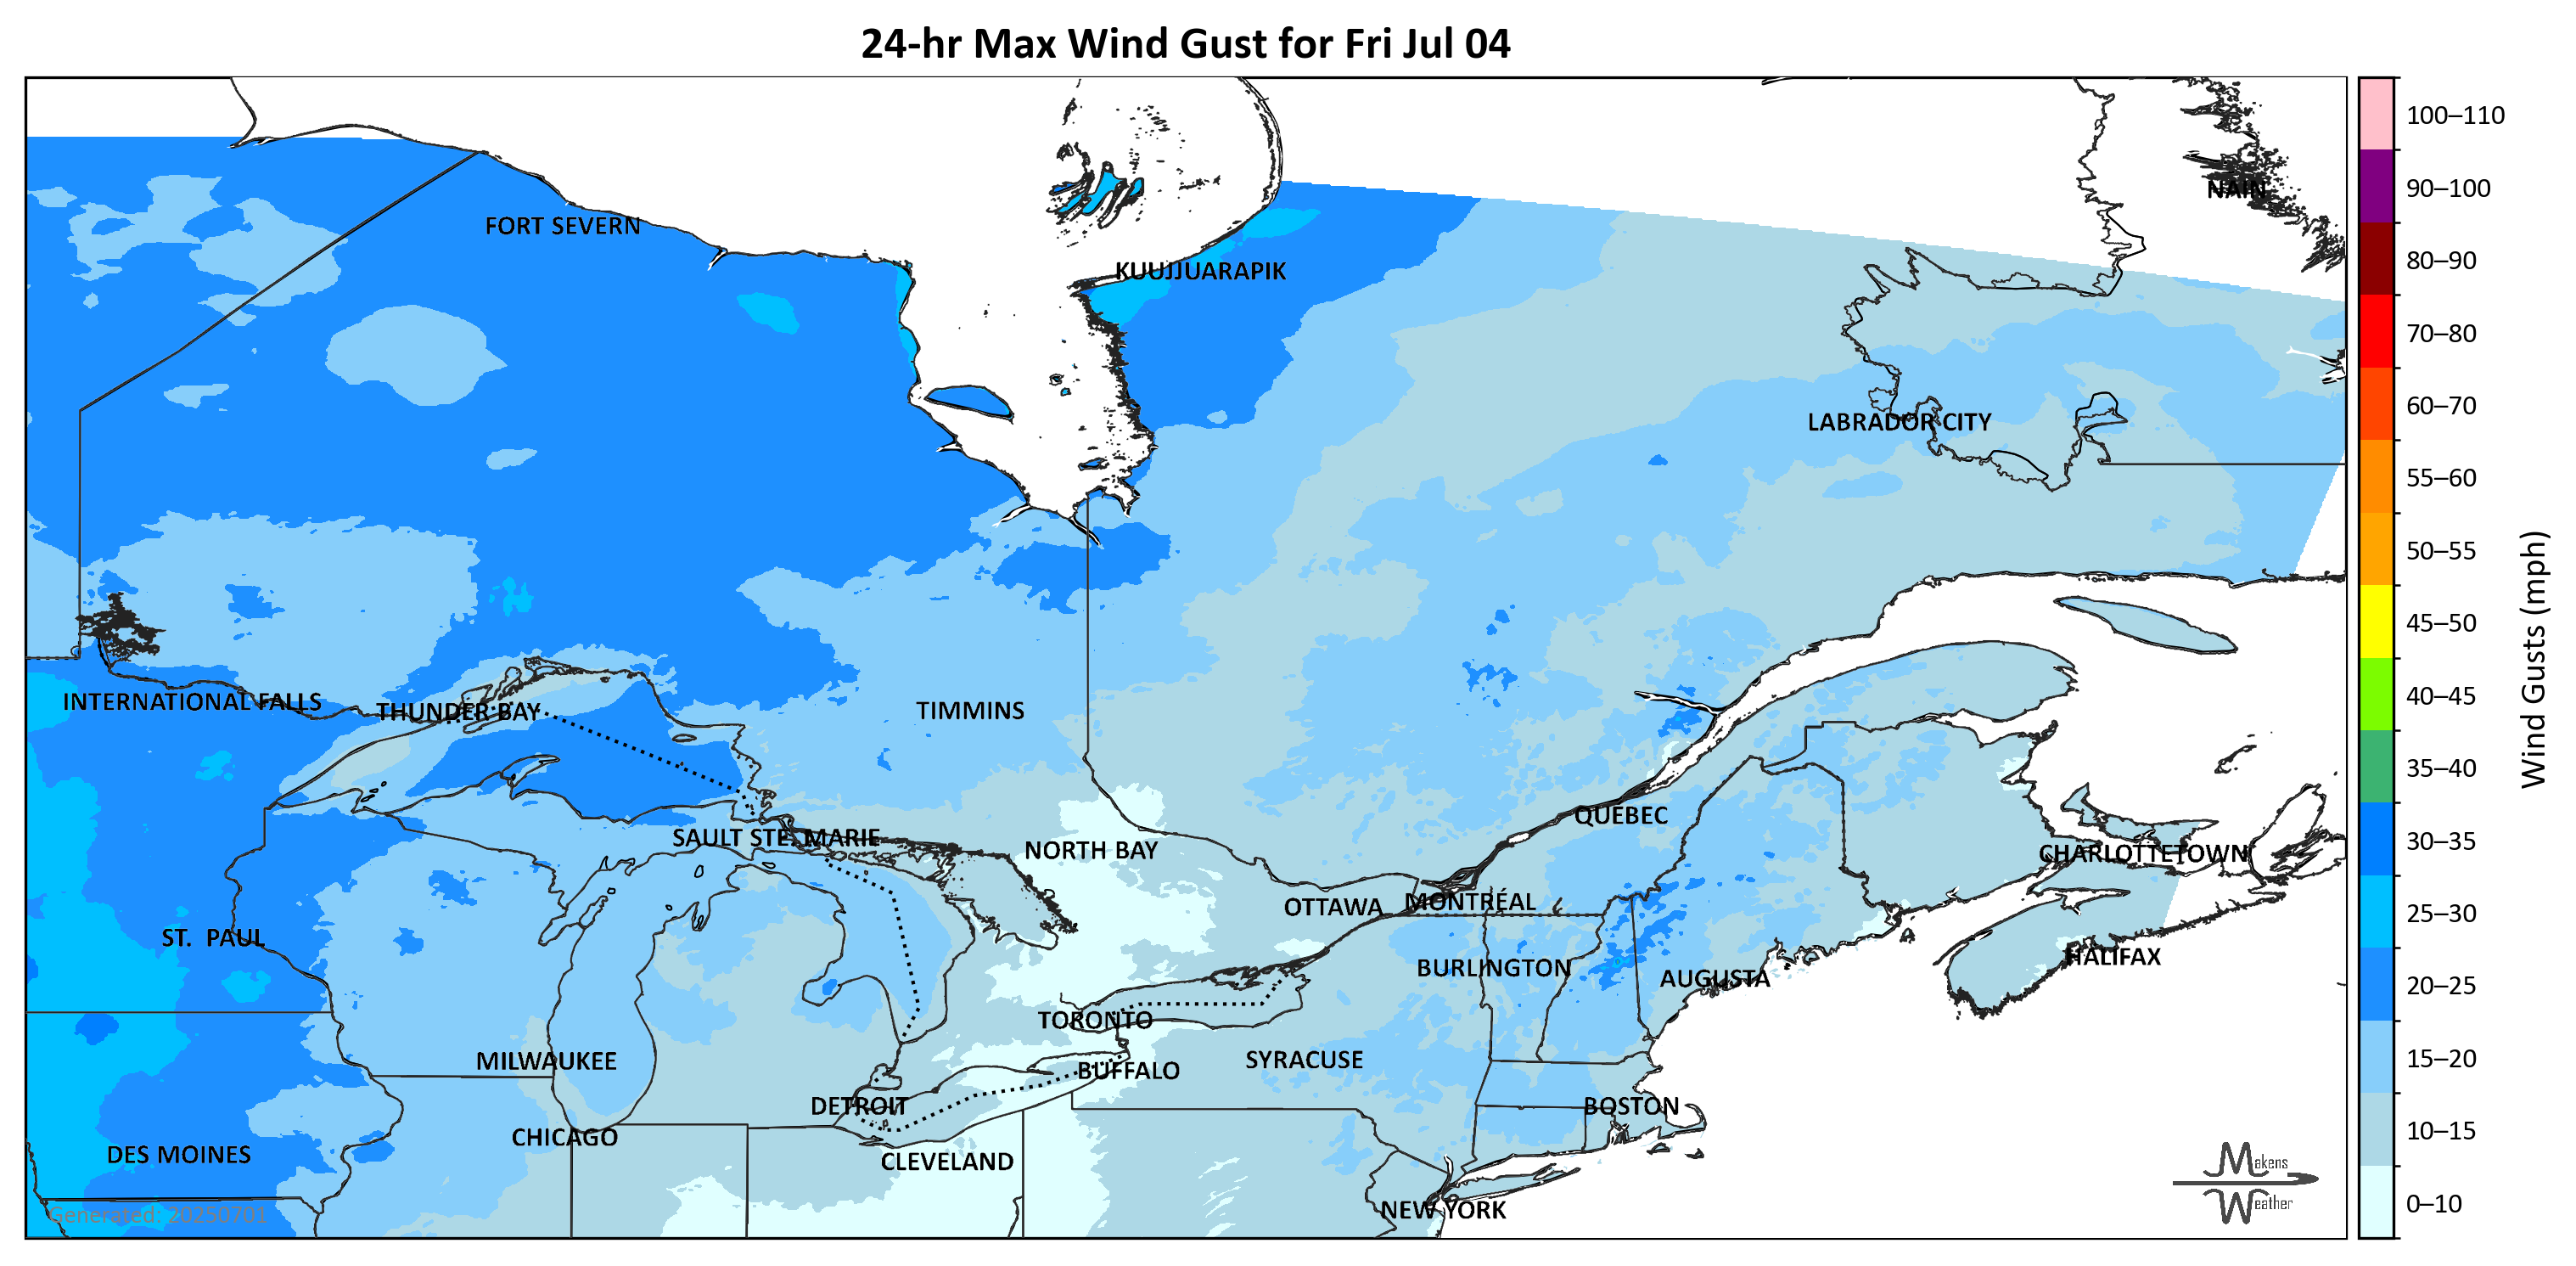 24-hr Max Wind Gust for Fri Jul 04
100–110
90–100
80–90
70–80
60–70
55–60
50–55
45–50
40–45
35–40
30–35
25–30
20–25
15–20
10–15
0–10
Wind Gusts (mph)
NAIN
FORT SEVERN
KUUJJUARAPIK
LABRADOR CITY
INTERNATIONAL FALLS
THUNDER BAY
TIMMINS
QUÉBEC
SAULT STE. MARIE
NORTH BAY
CHARLOTTETOWN
OTTAWA
MONTRÉAL
ST. PAUL
HALIFAX
BURLINGTON
AUGUSTA
TORONTO
MILWAUKEE
SYRACUSE
BUFFALO
DETROIT
BOSTON
CHICAGO
DES MOINES
CLEVELAND
NEW YORK
Generated: 20250701
Makens
Weather